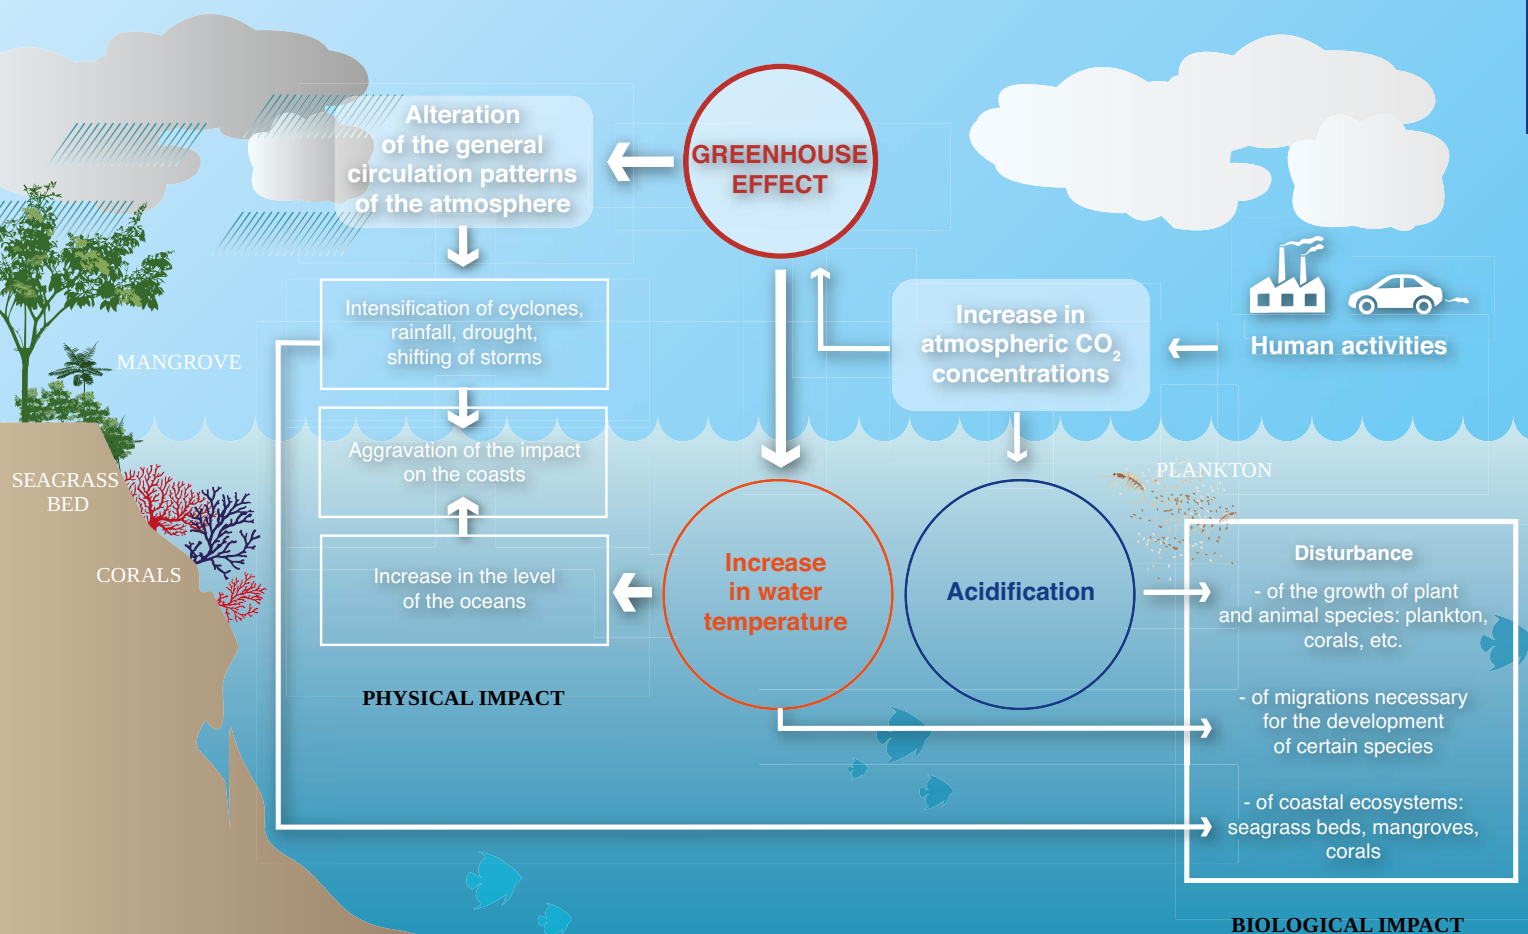 Alteration
of the general
circulation patterns
of the atmosphere
GREENHOUSE
EFFECT
Intensification of cyclones,
rainfall, drought,
shifting of storms
Increase in
atmospheric CO₂
concentrations
Human activities
MANGROVE
Aggravation of the impact
on the coasts
SEAGRASS
BED
PLANKTON
CORALS
Increase in the level
of the oceans
Increase
in water
temperature
Acidification
Disturbance
- of the growth of plant
and animal species: plankton,
corals, etc.
- of migrations necessary
for the development
of certain species
- of coastal ecosystems:
seagrass beds, mangroves,
corals
PHYSICAL IMPACT
BIOLOGICAL IMPACT